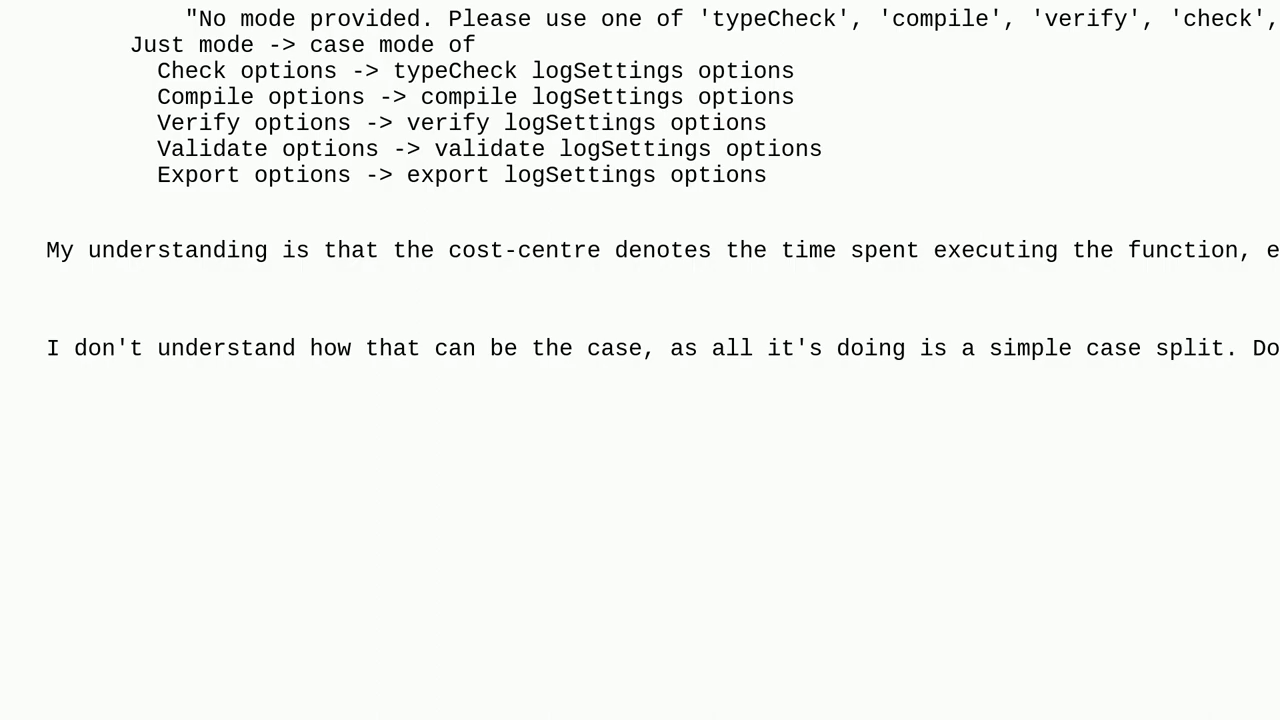 "No mode provided. Please use one of 'typeCheck', 'compile', 'verify', 'check',
Just mode -> case mode of
Check options -> typeCheck logSettings options
Compile options -> compile logSettings options
Verify options -> verify logSettings options
Validate options -> validate logSettings options
Export options -> export logSettings options
My understanding is that the cost-centre denotes the time spent executing the function, e
I don't understand how that can be the case, as all it's doing is a simple case split. Do